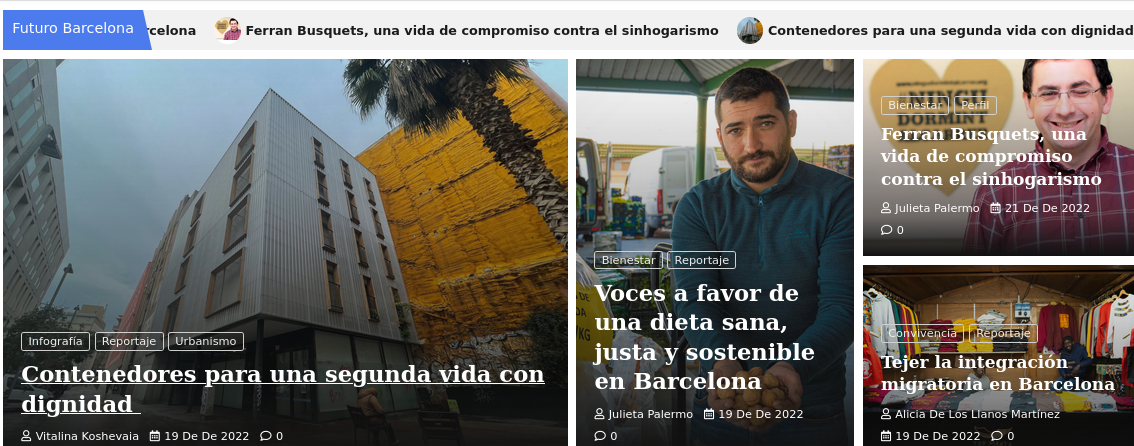 Futuro Barcelona
rcelona Ferran Busquets, una vida de compromiso contra el sinhogarismo Contenedores para una segunda vida con dignidad
Infografía Reportaje Urbanismo
Contenedores para una segunda vida con
dignidad
Vitalina Koshevaia 19 De De 2022 0
Bienestar Reportaje
Voces a favor de
una dieta sana,
justa y sostenible
en Barcelona
Julieta Palermo 19 De De 2022
0
NINGÚ
DORMINT
Bienestar Perfil
Ferran Busquets, una
vida de compromiso
contra el sinhogarismo
Julieta Palermo 21 De De 2022
0
Convivencia Reportaje
Tejer la integración
migratoria en Barcelona
Alicia De Los Llanos Martínez
19 De De 2022 0